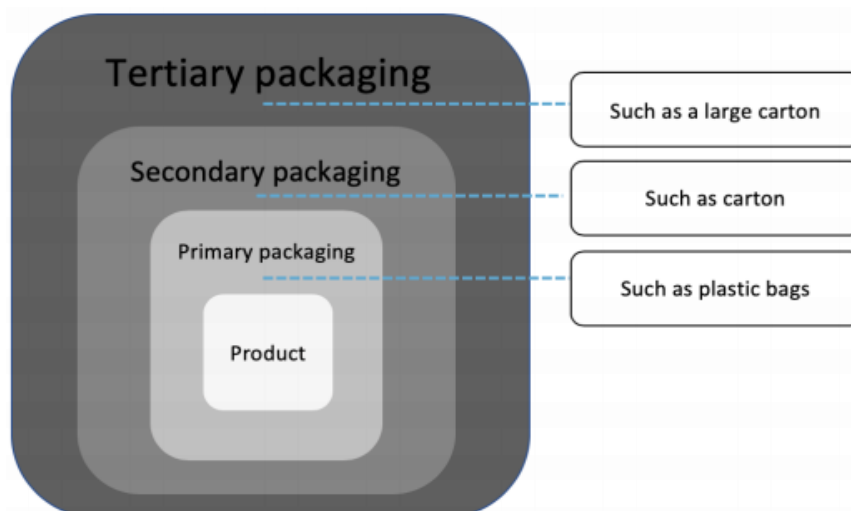 Tertiary packaging
Such as a large carton
Secondary packaging
Such as carton
Primary packaging
Such as plastic bags
Product